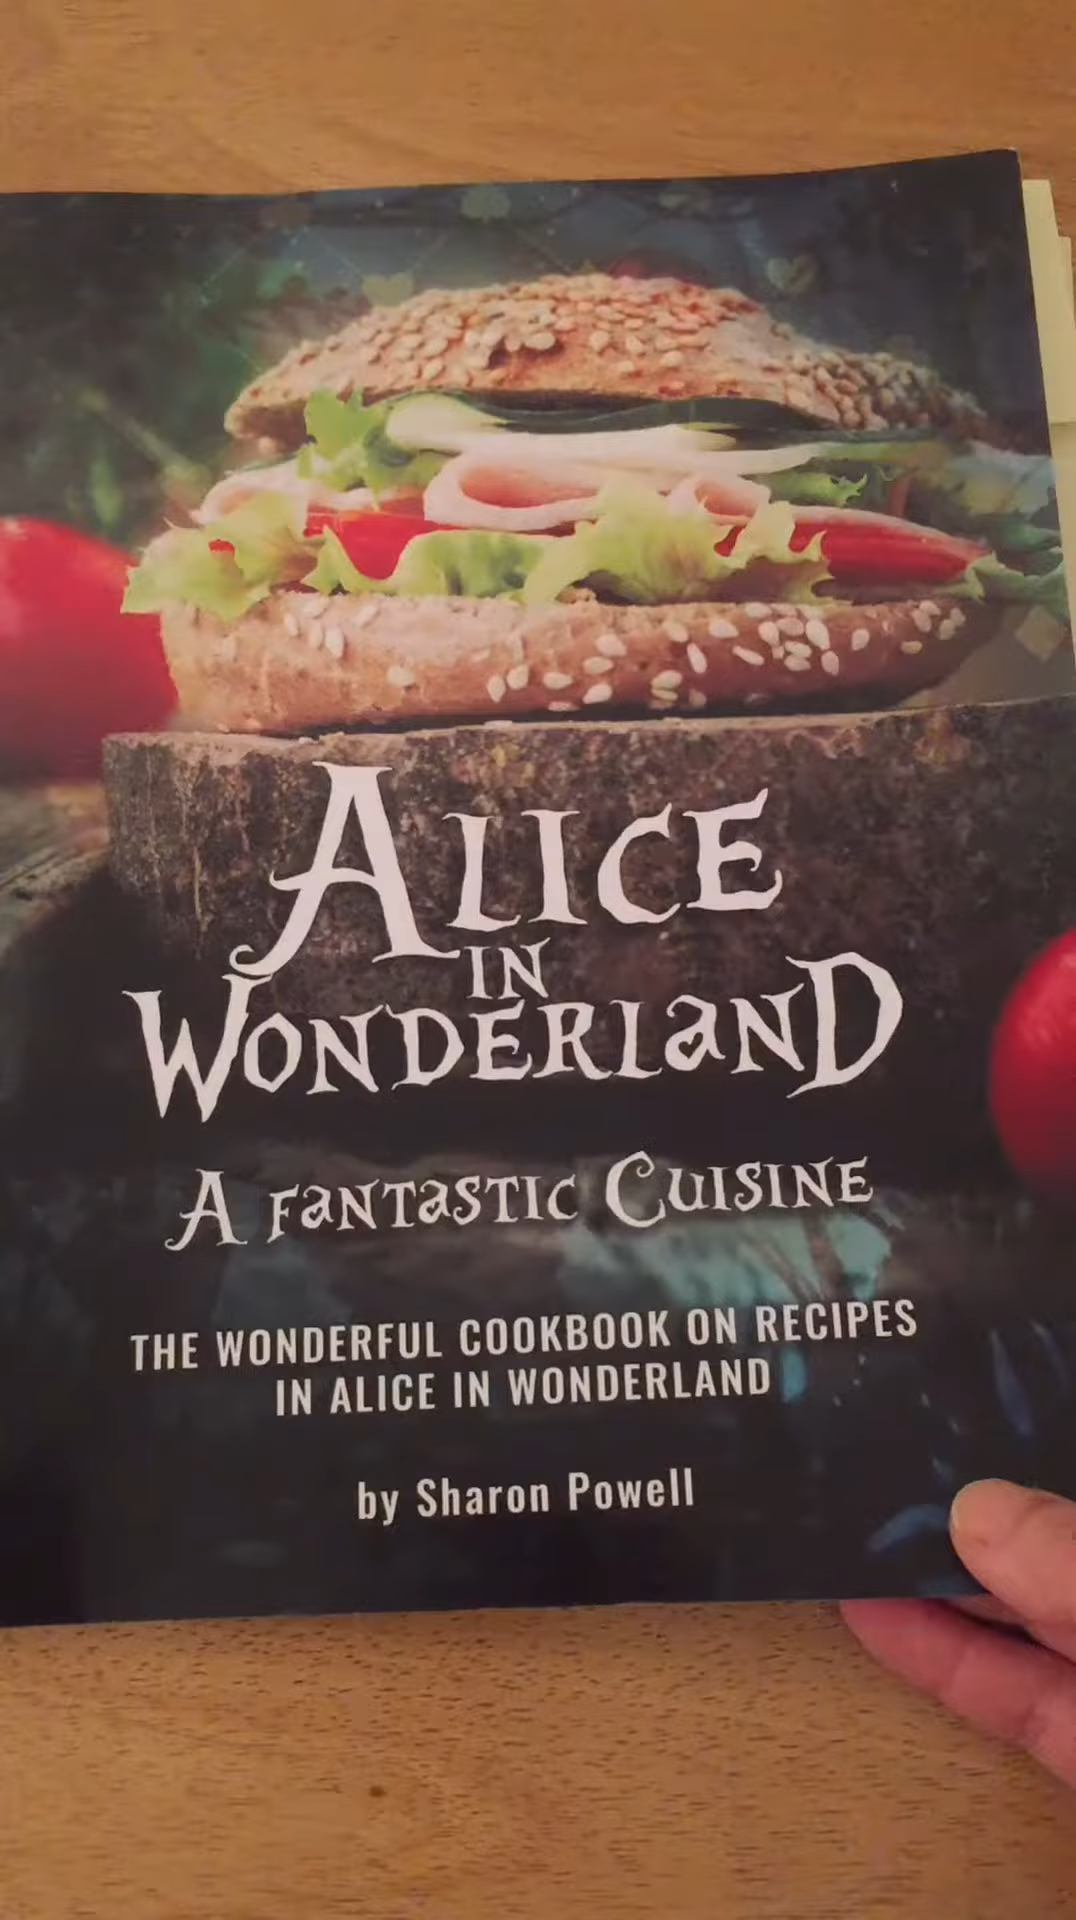 ALICE
IN
WONDERLAND
A FANTASTIC CUISINE
THE WONDERFUL COOKBOOK ON RECIPES
IN ALICE IN WONDERLAND
by Sharon Powell